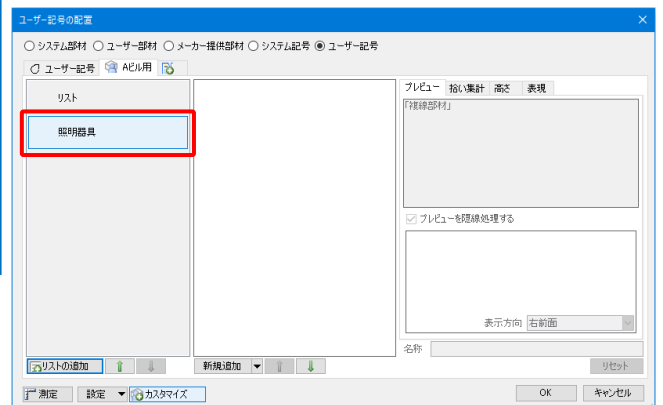 ユーザー記号の配置
システム部材 ユーザー部材 メーカー提供部材 システム記号 ユーザー記号
ユーザー記号 Aビル用
リスト
照明器具
プレビュー 拾い集計 高さ 表現
「複線部材」
プレビューを隠線処理する
表示方向 右前面
名称
リストの追加 新規追加 リセット
測定 設定 カスタマイズ OK キャンセル